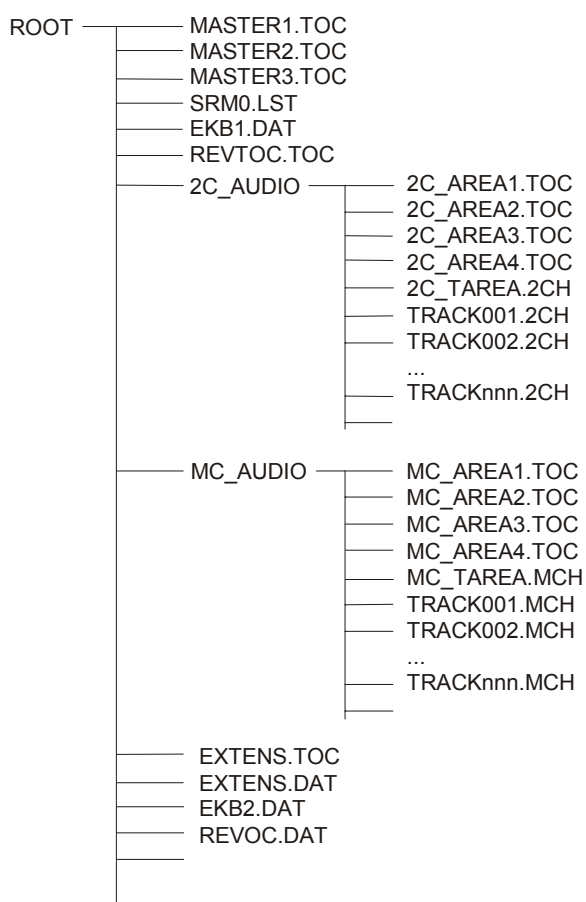 ROOT
MASTER1.TOC
MASTER2.TOC
MASTER3.TOC
SRM0.LST
EKB1.DAT
REVTOC.TOC
2C_AUDIO
2C_AREA1.TOC
2C_AREA2.TOC
2C_AREA3.TOC
2C_AREA4.TOC
2C_TAREA.2CH
TRACK001.2CH
TRACK002.2CH
...
TRACKnnn.2CH
MC_AUDIO
MC_AREA1.TOC
MC_AREA2.TOC
MC_AREA3.TOC
MC_AREA4.TOC
MC_TAREA.MCH
TRACK001.MCH
TRACK002.MCH
...
TRACKnnn.MCH
EXTENS.TOC
EXTENS.DAT
EKB2.DAT
REVOC.DAT